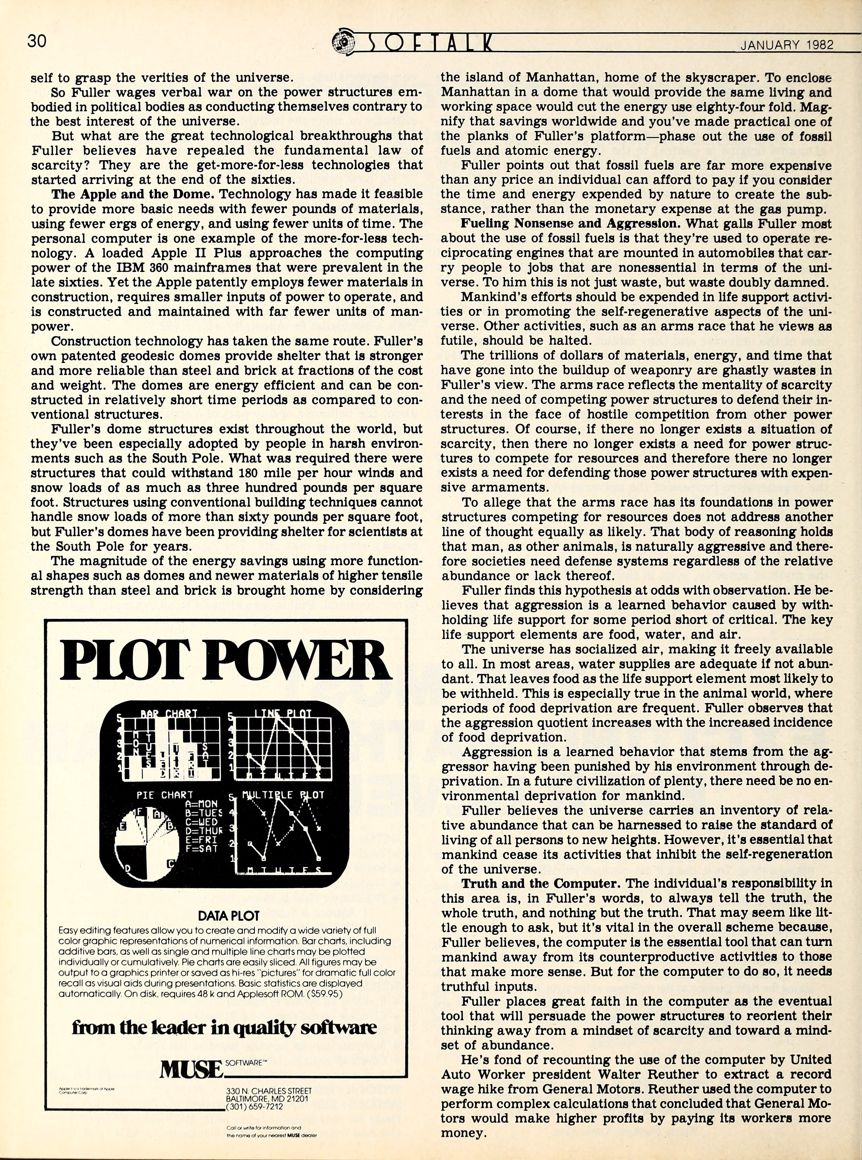 30
SOFTALK
JANUARY 1982
self to grasp the verities of the universe.
So Fuller wages verbal war on the power structures em-
bodied in political bodies as conducting themselves contrary to
the best interest of the universe.
But what are the great technological breakthroughs that
Fuller believes have repealed the fundamental law of
scarcity? They are the get-more-for-less technologies that
started arriving at the end of the sixties.
The Apple and the Dome. Technology has made it feasible
to provide more basic needs with fewer pounds of materials,
using fewer ergs of energy, and using fewer units of time. The
personal computer is one example of the more-for-less tech-
nology. A loaded Apple II Plus approaches the computing
power of the IBM 360 mainframes that were prevalent in the
late sixties. Yet the Apple patently employs fewer materials in
construction, requires smaller inputs of power to operate, and
is constructed and maintained with far fewer units of man-
power.
Construction technology has taken the same route. Fuller's
own patented geodesic domes provide shelter that is stronger
and more reliable than steel and brick at fractions of the cost
and weight. The domes are energy efficient and can be con-
structed in relatively short time periods as compared to con-
ventional structures.
Fuller's dome structures exist throughout the world, but
they've been especially adopted by people in harsh environ-
ments such as the South Pole. What was required there were
structures that could withstand 180 mile per hour winds and
snow loads of as much as three hundred pounds per square
foot. Structures using conventional building techniques cannot
handle snow loads of more than sixty pounds per square foot,
but Fuller's domes have been providing shelter for scientists at
the South Pole for years.
The magnitude of the energy savings using more function-
al shapes such as domes and newer materials of higher tensile
strength than steel and brick is brought home by considering
the island of Manhattan, home of the skyscraper. To enclose
Manhattan in a dome that would provide the same living and
working space would cut the energy use eighty-four fold. Mag-
nify that savings worldwide and you've made practical one of
the planks of Fuller's platform—phase out the use of fossil
fuels and atomic energy.
Fuller points out that fossil fuels are far more expensive
than any price an individual can afford to pay if you consider
the time and energy expended by nature to create the sub-
stance, rather than the monetary expense at the gas pump.
Fueling Nonsense and Aggression. What galls Fuller most
about the use of fossil fuels is that they're used to operate re-
ciprocating engines that are mounted in automobiles that car-
ry people to jobs that are nonessential in terms of the uni-
verse. To him this is not just waste, but waste doubly damned.
Mankind's efforts should be expended in life support activi-
ties or in promoting the self-regenerative aspects of the uni-
verse. Other activities, such as an arms race that he views as
futile, should be halted.
The trillions of dollars of materials, energy, and time that
have gone into the buildup of weaponry are ghastly wastes in
Fuller's view. The arms race reflects the mentality of scarcity
and the need of competing power structures to defend their in-
terests in the face of hostile competition from other power
structures. Of course, if there no longer exists a situation of
scarcity, then there no longer exists a need for power struc-
tures to compete for resources and therefore there no longer
exists a need for defending those power structures with expen-
sive armaments.
To allege that the arms race has its foundations in power
structures competing for resources does not address another
line of thought equally as likely. That body of reasoning holds
that man, as other animals, is naturally aggressive and there-
fore societies need defense systems regardless of the relative
abundance or lack thereof.
Fuller finds this hypothesis at odds with observation. He be-
lieves that aggression is a learned behavior caused by with-
holding life support for some period short of critical. The key
life support elements are food, water, and air.
The universe has socialized air, making it freely available
to all. In most areas, water supplies are adequate if not abun-
dant. That leaves food as the life support element most likely to
be withheld. This is especially true in the animal world, where
periods of food deprivation are frequent. Fuller observes that
the aggression quotient increases with the increased incidence
of food deprivation.
Aggression is a learned behavior that stems from the ag-
gressor having been punished by his environment through de-
privation. In a future civilization of plenty, there need be no en-
vironmental deprivation for mankind.
Fuller believes the universe carries an inventory of rela-
tive abundance that can be harnessed to raise the standard of
living of all persons to new heights. However, it's essential that
mankind cease its activities that inhibit the self-regeneration
of the universe.
Truth and the Computer. The individual's responsibility in
this area is, in Fuller's words, to always tell the truth, the
whole truth, and nothing but the truth. That may seem like lit-
tle enough to ask, but it's vital in the overall scheme because,
Fuller believes, the computer is the essential tool that can turn
mankind away from its counterproductive activities to those
that make more sense. But for the computer to do so, it needs
truthful inputs.
Fuller places great faith in the computer as the eventual
tool that will persuade the power structures to reorient their
thinking away from a mindset of scarcity and toward a mind-
set of abundance.
He's fond of recounting the use of the computer by United
Auto Worker president Walter Reuther to extract a record
wage hike from General Motors. Reuther used the computer to
perform complex calculations that concluded that General Mo-
tors would make higher profits by paying its workers more
money.
PLOT POWER
BAR CHART
LINE PLOT
PIE CHART
A=MON
B=TUES
C=WED
D=THUR
E=FRI
F=SAT
MULTIPLE PLOT
M T W T F S
DATA PLOT
Easy editing features allow you to create and modify a wide variety of full
color graphic representations of numerical information. Bar charts, including
additive bars, as well as single and multiple line charts may be plotted
individually or cumulatively. Pie charts are easily sliced. All figures may be
output to a graphics printer or saved as hi-res "pictures" for dramatic full color
recall as visual aids during presentations. Basic statistics are displayed
automatically. On disk, requires 48 k and Applesoft ROM. ($59.95)
from the leader in quality software
MUSE SOFTWARE™
Apple is a trademark of Apple
Computer Corp.
330 N. CHARLES STREET
BALTIMORE, MD 21201
(301) 659-7212
Call or write for information and
the name of your nearest MUSE dealer